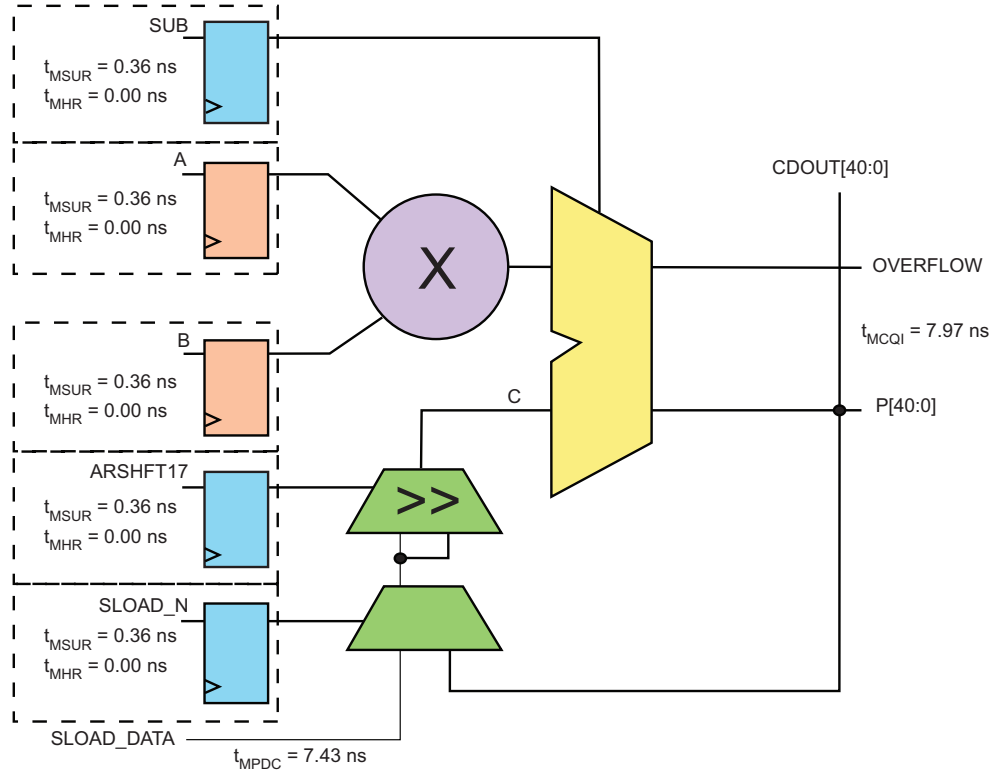 SUB
tMSUR = 0.36 ns
tMHR = 0.00 ns
A
tMSUR = 0.36 ns
tMHR = 0.00 ns
X
CDOUT[40:0]
OVERFLOW
tMCQI = 7.97 ns
B
tMSUR = 0.36 ns
tMHR = 0.00 ns
C
P[40:0]
ARSHFT17
tMSUR = 0.36 ns
tMHR = 0.00 ns
>>
SLOAD_N
tMSUR = 0.36 ns
tMHR = 0.00 ns
SLOAD_DATA
tMPDC = 7.43 ns